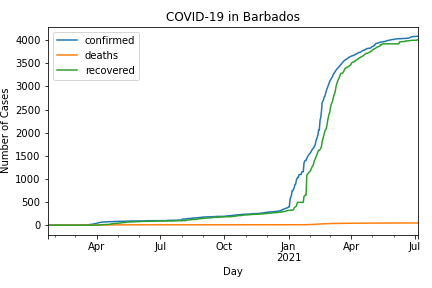 COVID-19 in Barbados
confirmed
deaths
recovered
Number of Cases
4000
3500
3000
2500
2000
1500
1000
500
0
Apr
Jul
Oct
Jan
2021
Apr
Jul
Day